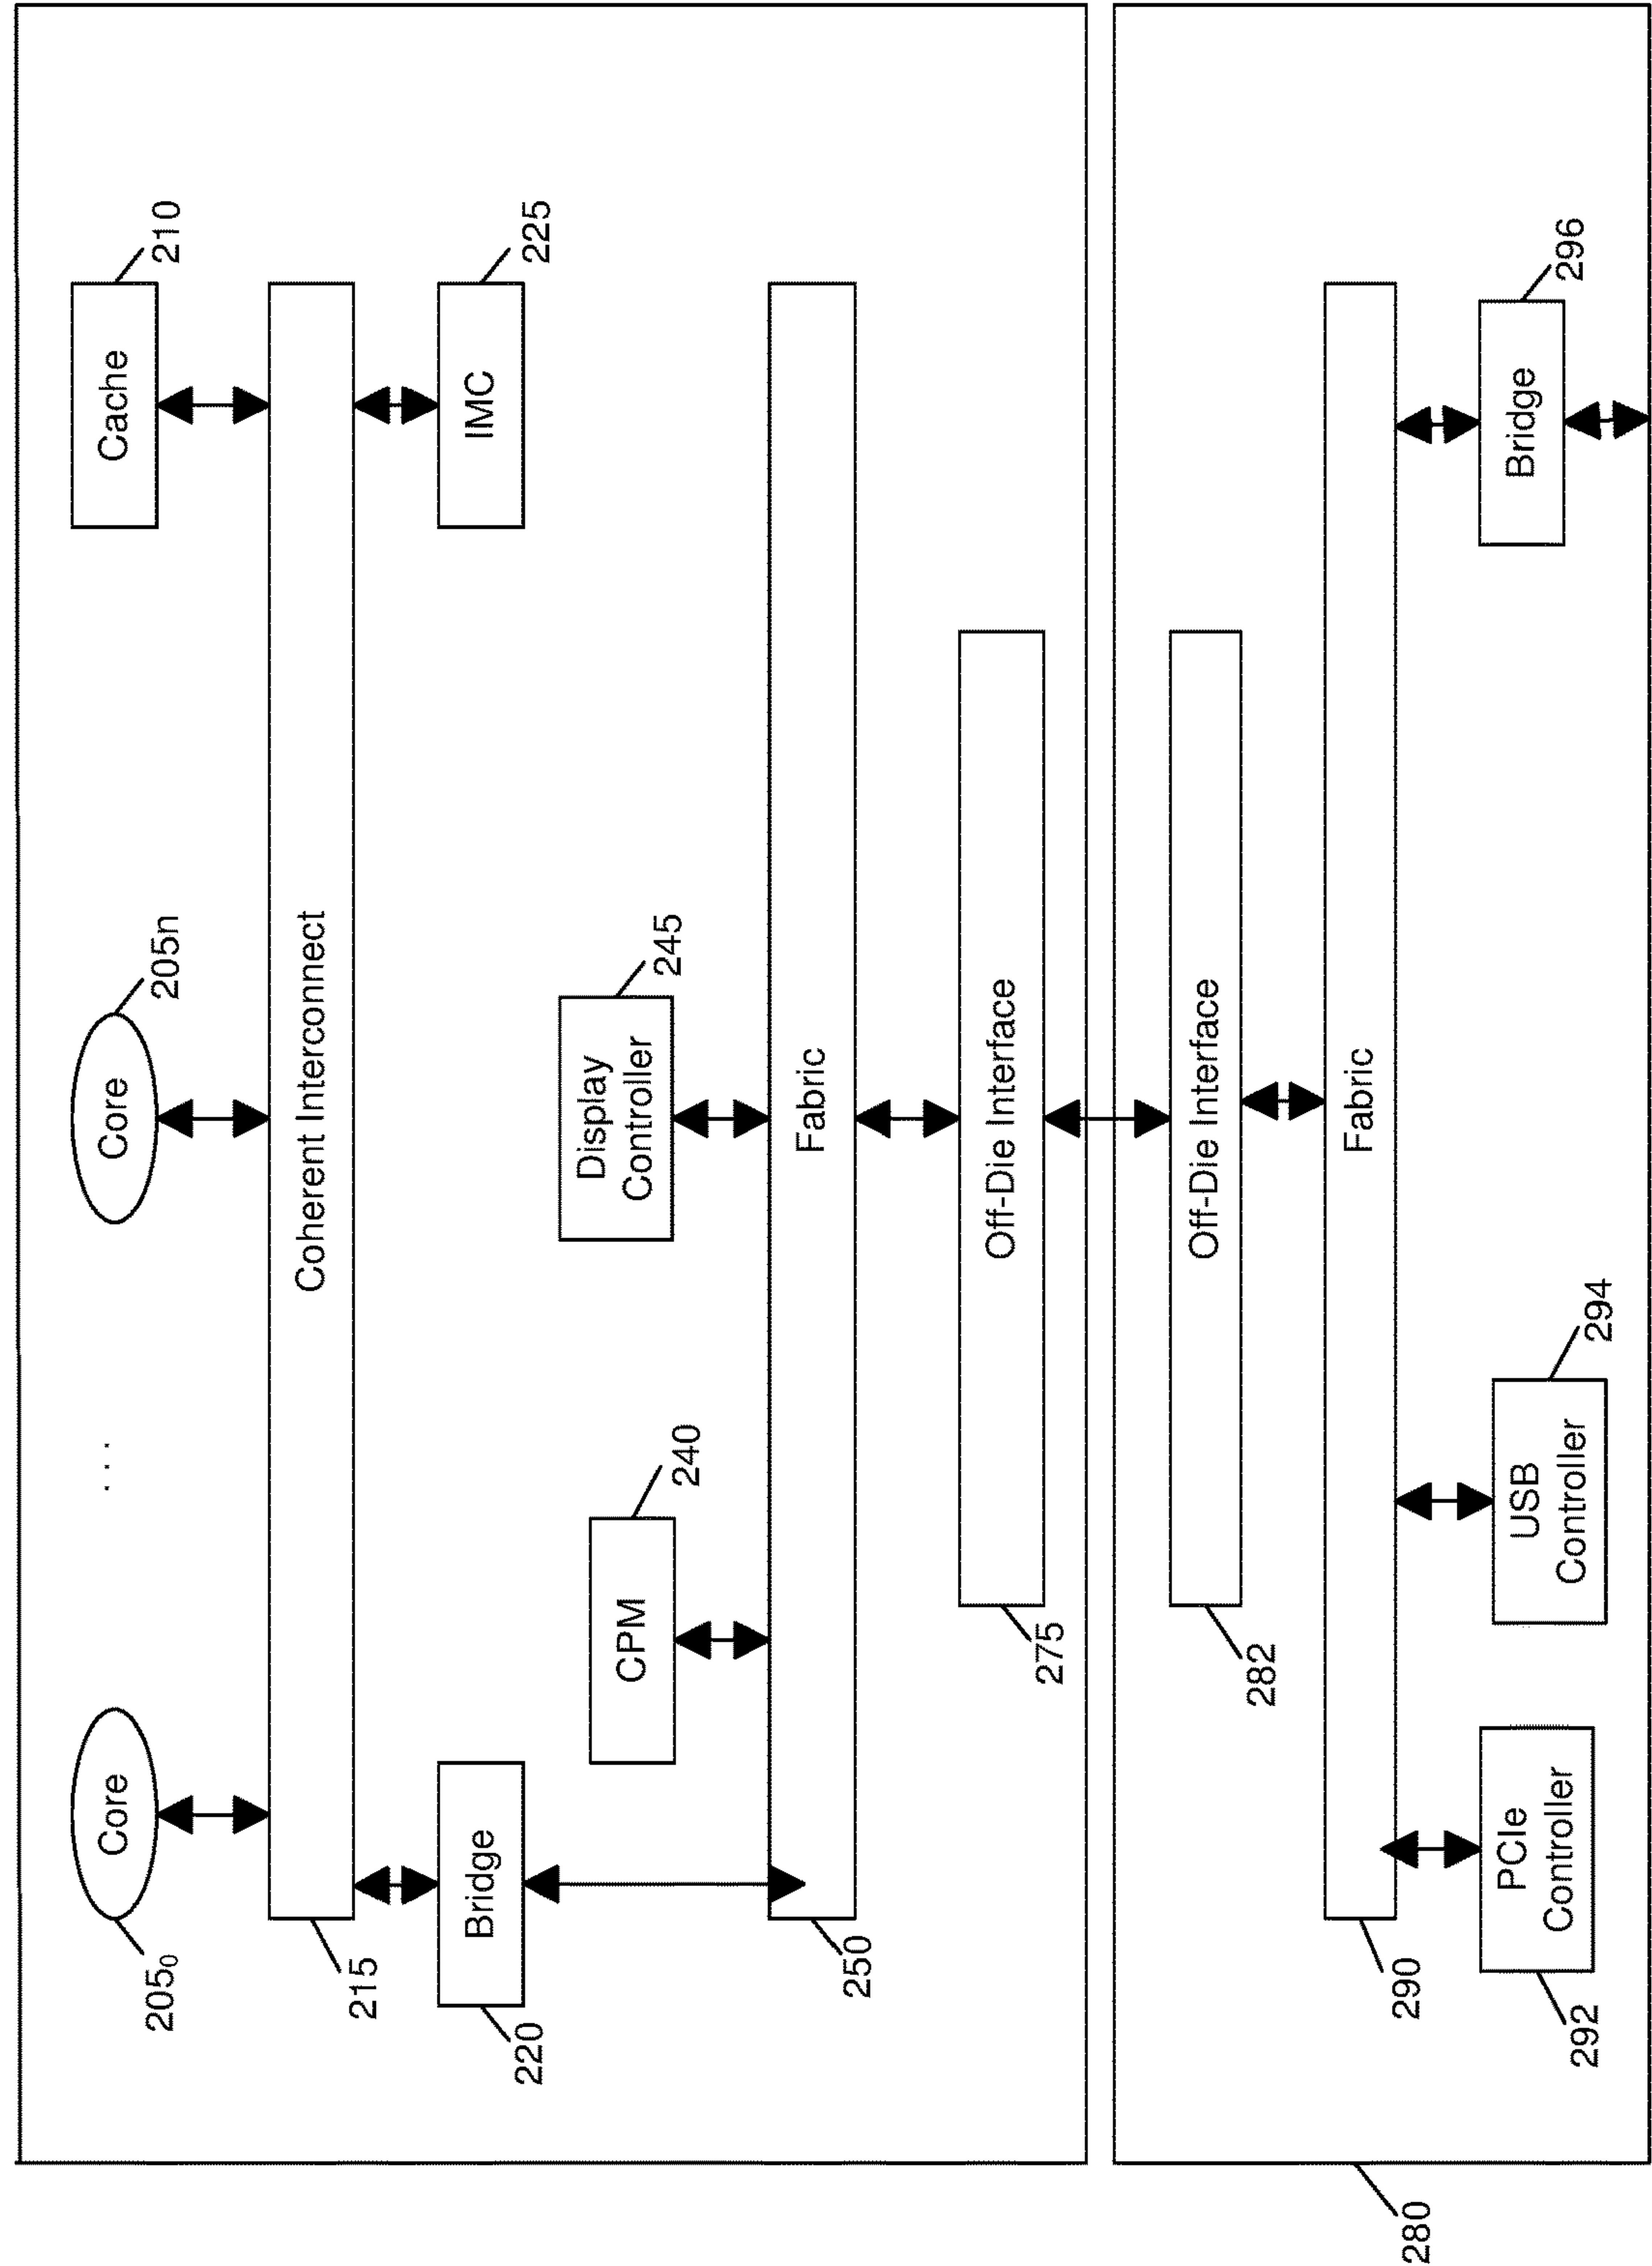 205₀
Core
. . .
Core
205n
Cache
210
215
Coherent Interconnect
220
Bridge
IMC
225
CPM
240
Display
Controller
245
250
Fabric
275
Off-Die Interface
280
282
Off-Die Interface
290
Fabric
292
PCIe
Controller
USB
Controller
294
Bridge
296